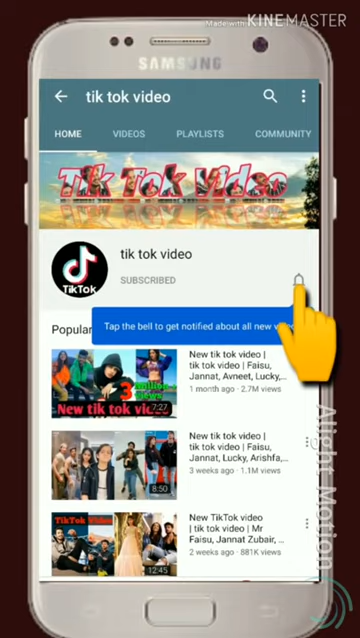 Made with KINEMASTER
SAMSUNG
tik tok video
HOME VIDEOS PLAYLISTS COMMUNITY
Tik Tok Video
TikTok
tik tok video
SUBSCRIBED
Tap the bell to get notified about all new
Popular
New tik tok video |
tik tok video | Faisu,
Jannat, Avneet, Lucky,...
1 month ago · 2.7M views
3 Million
Views
New tik tok
7:27
New tik tok video |
tik tok video | Faisu,
Jannat, Lucky, Arishfa,...
3 weeks ago · 1.1M views
8:50
TikTok Video
New TikTok video
| tik tok video | Mr
Faisu, Jannat Zubair, ...
2 weeks ago · 881K views
12:45
Alight Motion